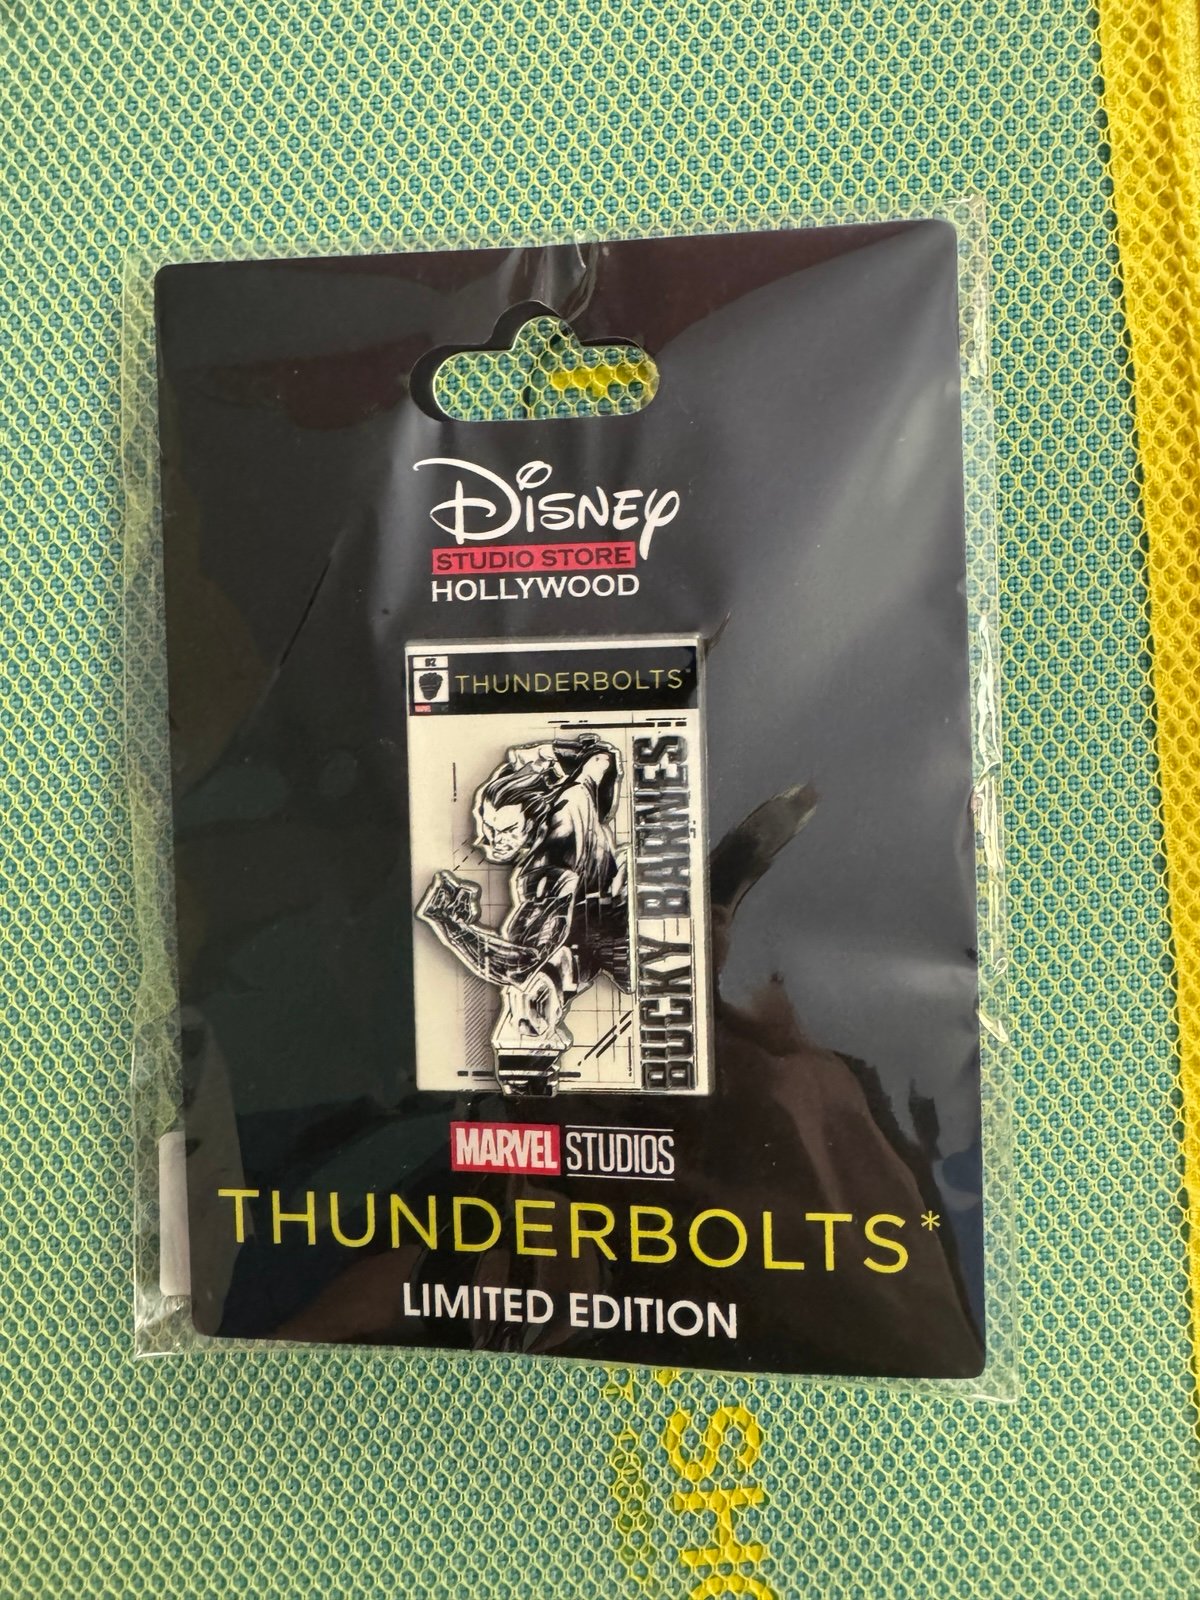 Disney
STUDIO STORE
HOLLYWOOD
THUNDERBOLTS*
BUCKY BARNES
MARVEL STUDIOS
THUNDERBOLTS*
LIMITED EDITION